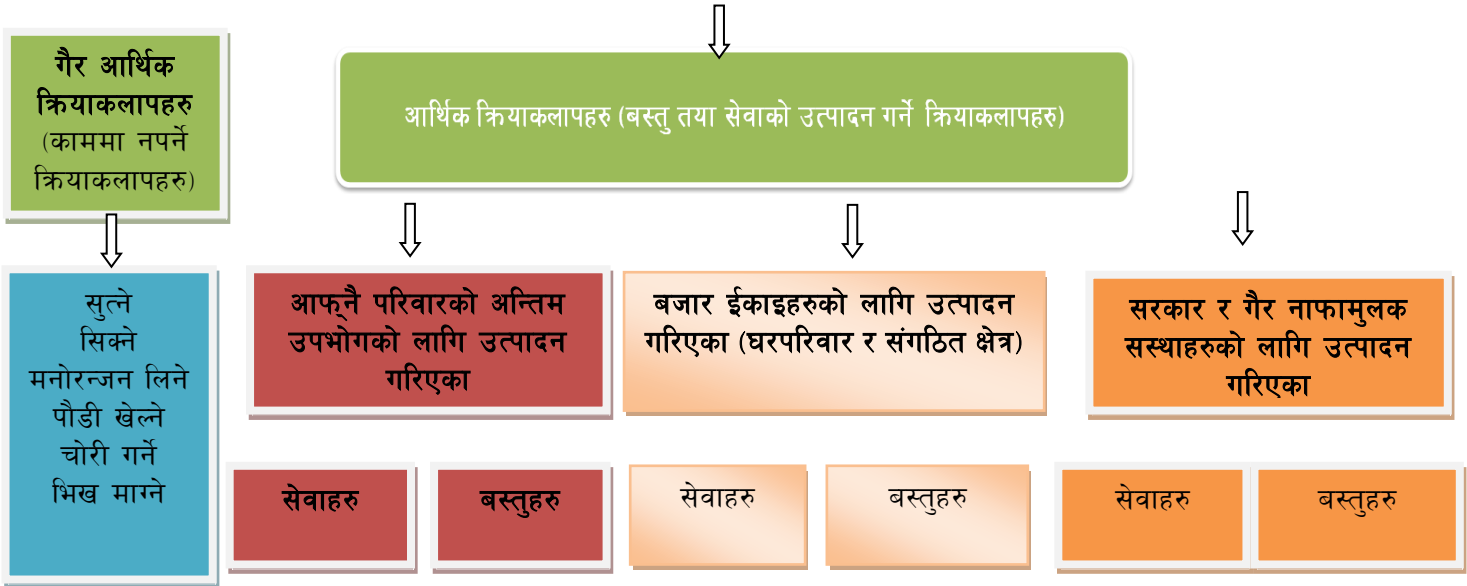 गैर आर्थिक
क्रियाकलापहरु
(काममा नपर्ने
क्रियाकलापहरु)
आर्थिक क्रियाकलापहरु (बस्तु तथा सेवाको उत्पादन गर्ने क्रियाकलापहरु)
सुत्ने
सिक्ने
मनोरन्जन लिने
पौडी खेल्ने
चोरी गर्ने
भिख माग्ने
आफ्नै परिवारको अन्तिम
उपभोगको लागि उत्पादन
गरिएका
बजार ईकाइहरुको लागि उत्पादन
गरिएका (घरपरिवार र संगठित क्षेत्र)
सरकार र गैर नाफामुलक
सस्थाहरुको लागि उत्पादन
गरिएका
सेवाहरु
बस्तुहरु
सेवाहरु
बस्तुहरु
सेवाहरु
बस्तुहरु